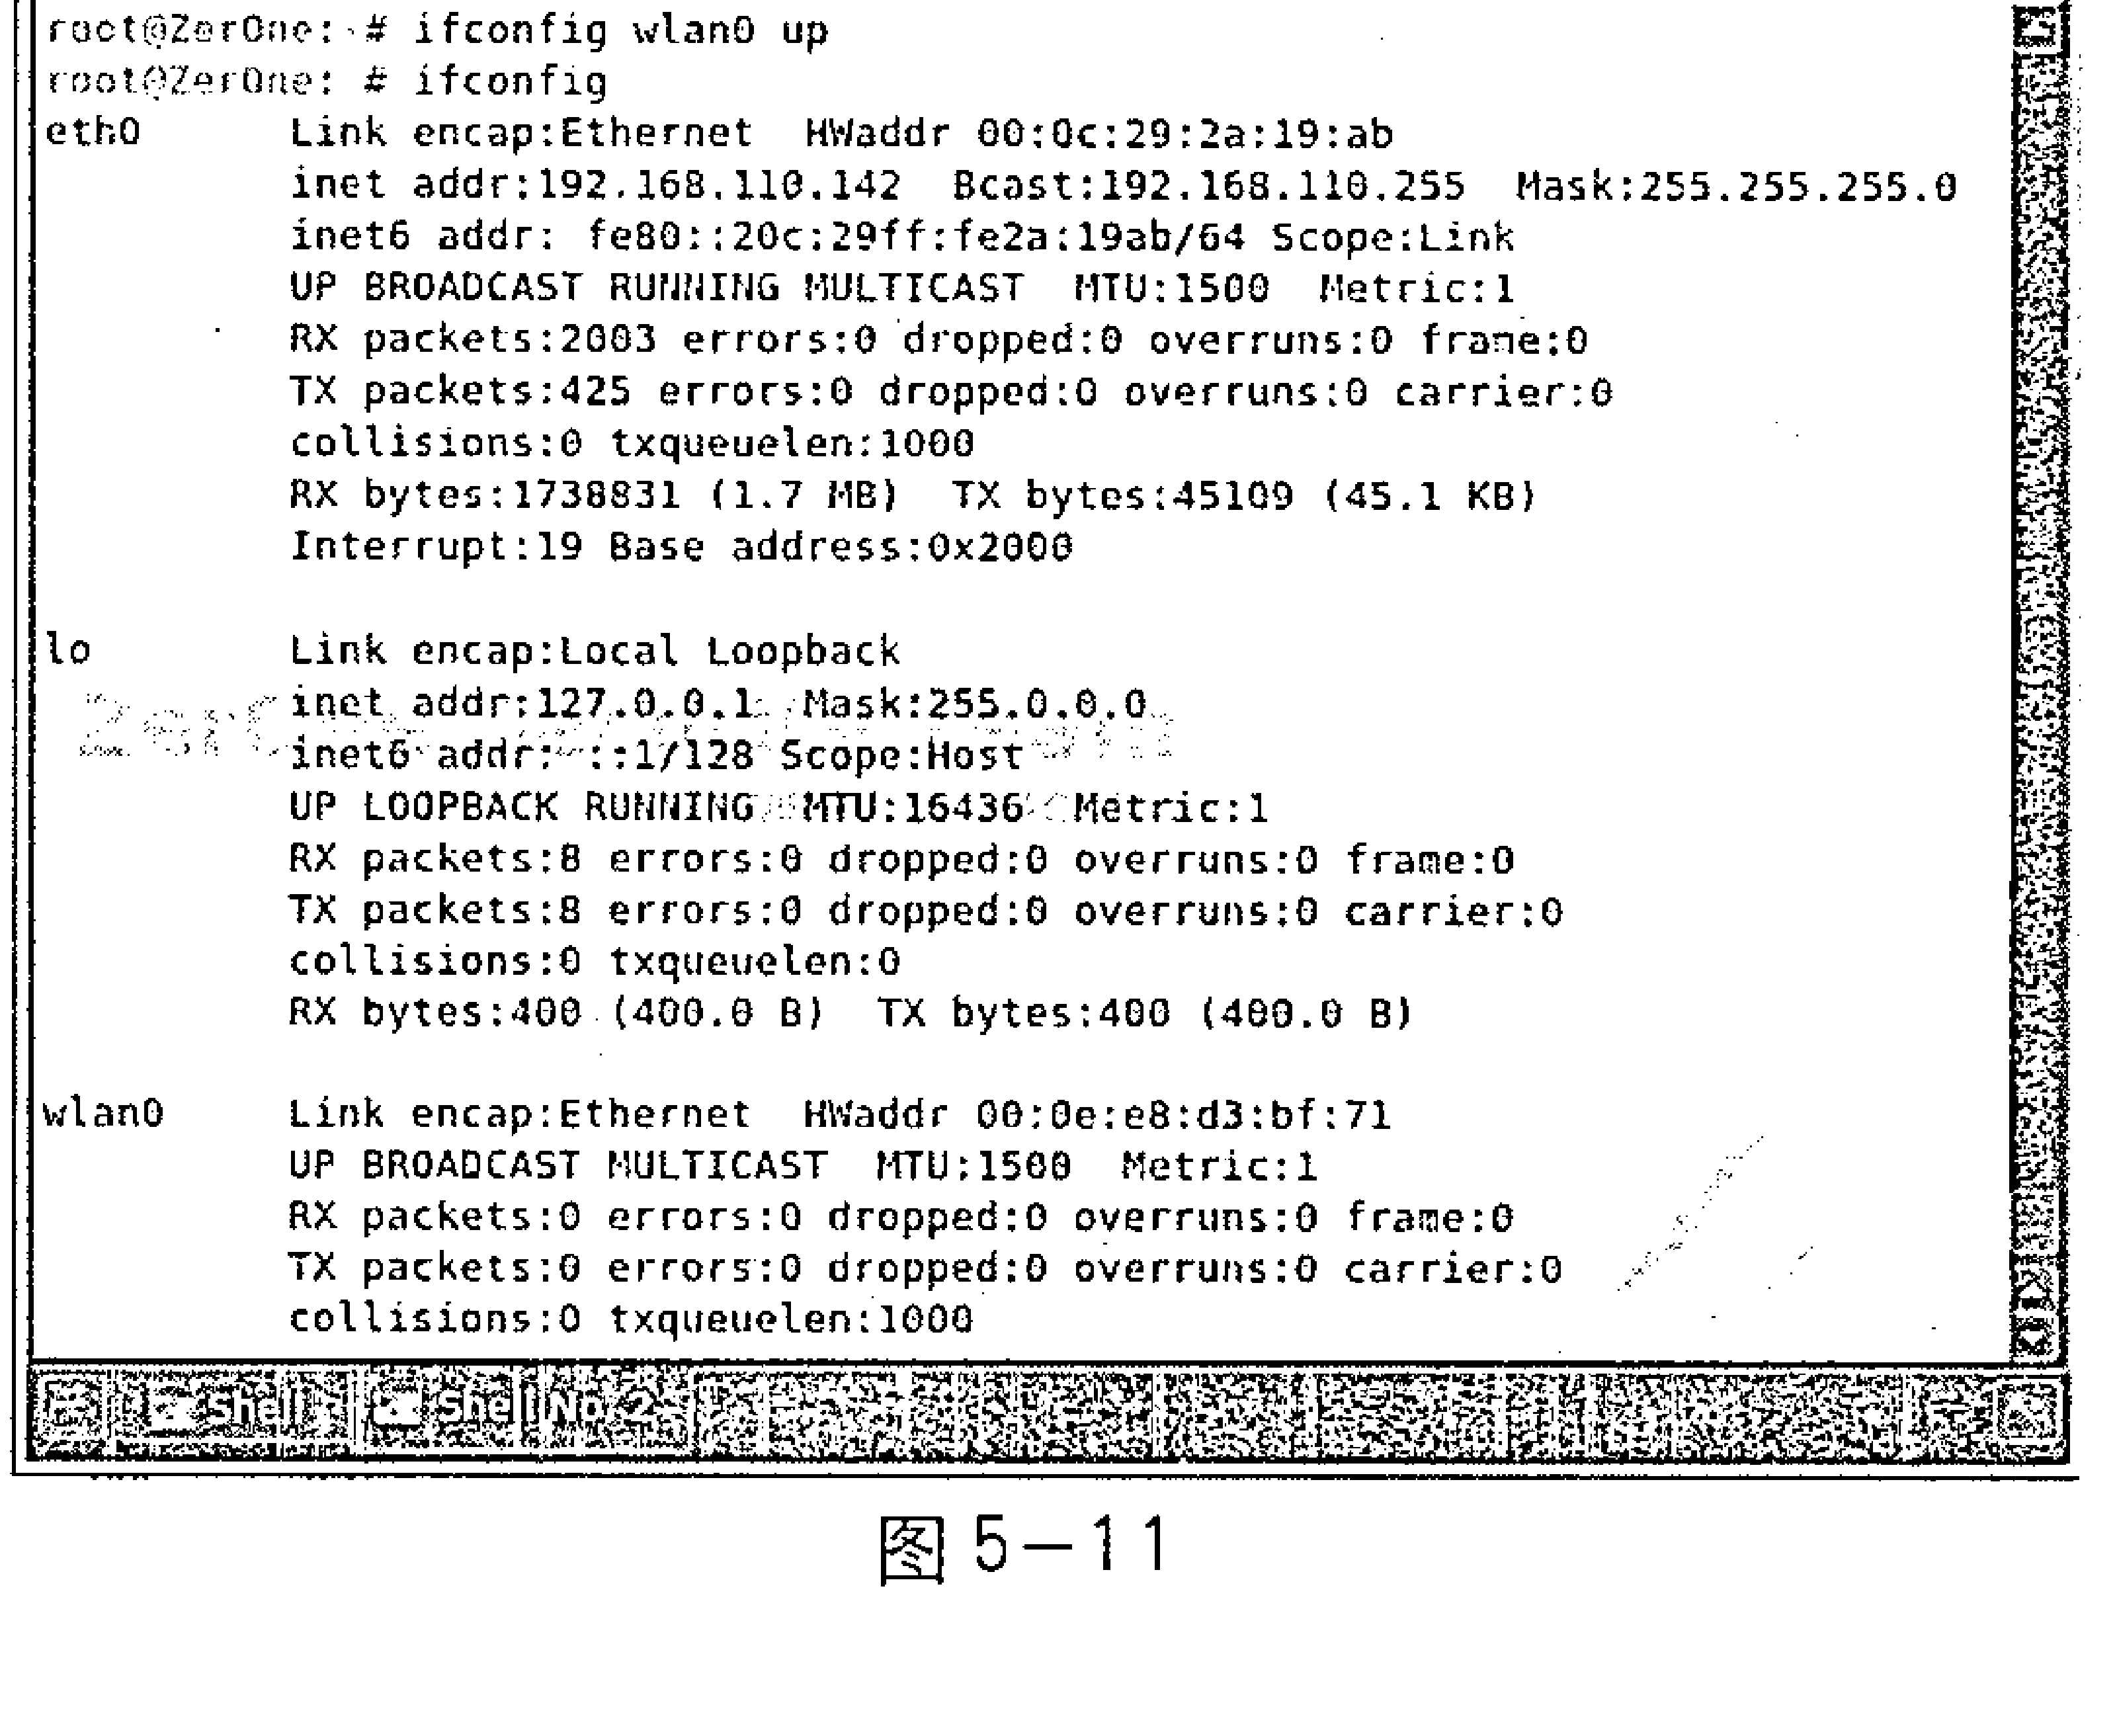 root@ZerOne:~# ifconfig wlan0 up
root@ZerOne: # ifconfig
eth0 Link encap:Ethernet HWaddr 00:0c:29:2a:19:ab
inet addr:192.168.110.142 Bcast:192.168.110.255 Mask:255.255.255.0
inet6 addr: fe80::20c:29ff:fe2a:19ab/64 Scope:Link
UP BROADCAST RUNNING MULTICAST MTU:1500 Metric:1
RX packets:2003 errors:0 dropped:0 overruns:0 frame:0
TX packets:425 errors:0 dropped:0 overruns:0 carrier:0
collisions:0 txqueuelen:1000
RX bytes:1738831 (1.7 MB) TX bytes:45109 (45.1 KB)
Interrupt:19 Base address:0x2000
lo Link encap:Local Loopback
inet addr:127.0.0.1 Mask:255.0.0.0
inet6 addr: ::1/128 Scope:Host
UP LOOPBACK RUNNING MTU:16436 Metric:1
RX packets:8 errors:0 dropped:0 overruns:0 frame:0
TX packets:8 errors:0 dropped:0 overruns:0 carrier:0
collisions:0 txqueuelen:0
RX bytes:400 (400.0 B) TX bytes:400 (400.0 B)
wlan0 Link encap:Ethernet HWaddr 00:0e:e8:d3:bf:71
UP BROADCAST MULTICAST MTU:1500 Metric:1
RX packets:0 errors:0 dropped:0 overruns:0 frame:0
TX packets:0 errors:0 dropped:0 overruns:0 carrier:0
collisions:0 txqueuelen:1000
Shell Shell No. 2
图 5-11